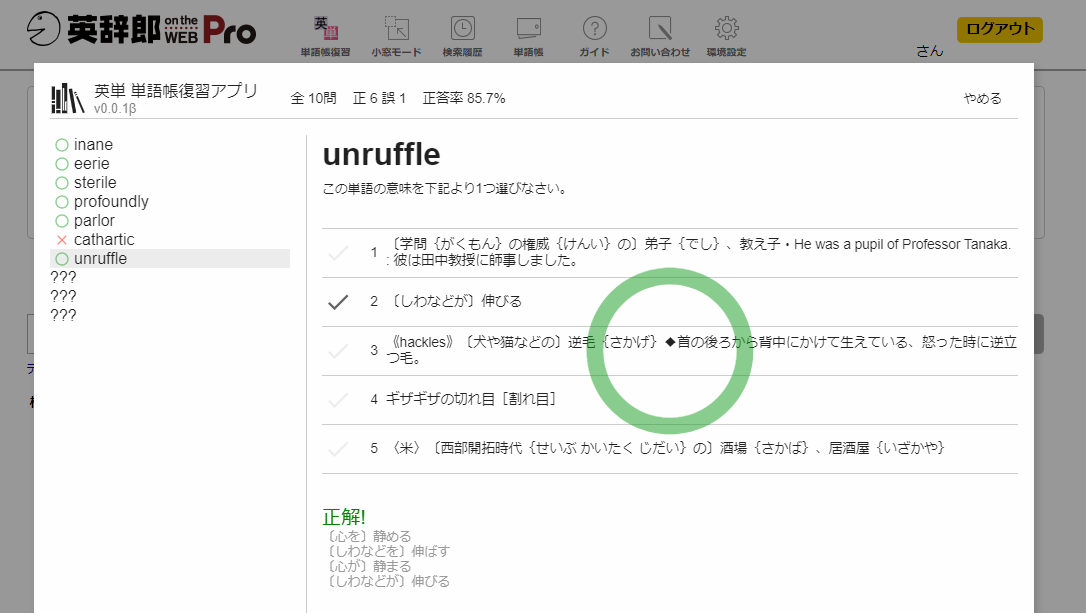 英辞郎 on the WEB Pro
英 単
単語帳復習 小窓モード 検索履歴 単語帳 ガイド お問い合わせ 環境設定
さん
ログアウト
英単 単語帳復習アプリ
v0.0.1β
全 10問 正 6 誤 1 正答率 85.7%
やめる
inane
eerie
sterile
profoundly
parlor
cathartic
unruffle
???
???
???
unruffle
この単語の意味を下記より1つ選びなさい。
1 〔学問｛がくもん｝の権威｛けんい｝の〕弟子｛でし｝、教え子・He was a pupil of Professor Tanaka.
: 彼は田中教授に師事しました。
2 〔しわなどが〕伸びる
3 《hackles》〔犬や猫などの〕逆毛｛さかげ｝◆首の後ろから背中にかけて生えている、怒った時に逆立
つ毛。
4 ギザギザの切れ目［割れ目］
5 〈米〉〔西部開拓時代｛せいぶ かいたく じだい｝の〕酒場｛さかば｝、居酒屋｛いざかや｝
正解!
〔心を〕静める
〔しわなどを〕伸ばす
〔心が〕静まる
〔しわなどが〕伸びる